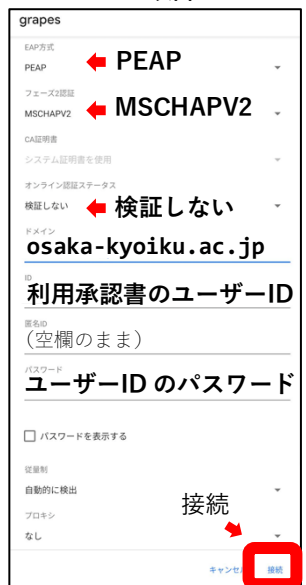 grapes
EAP方式
PEAP PEAP
フェーズ2認証
MSCHAPV2 MSCHAPV2
CA証明書
システム証明書を使用
オンライン認証ステータス
検証しない 検証しない
ドメイン
osaka-kyoiku.ac.jp
ID
利用承認書のユーザーID
匿名ID
(空欄のまま)
パスワード
ユーザーID のパスワード
パスワードを表示する
従量制
自動的に検出
接続
プロキシ
なし
キャンセル 接続